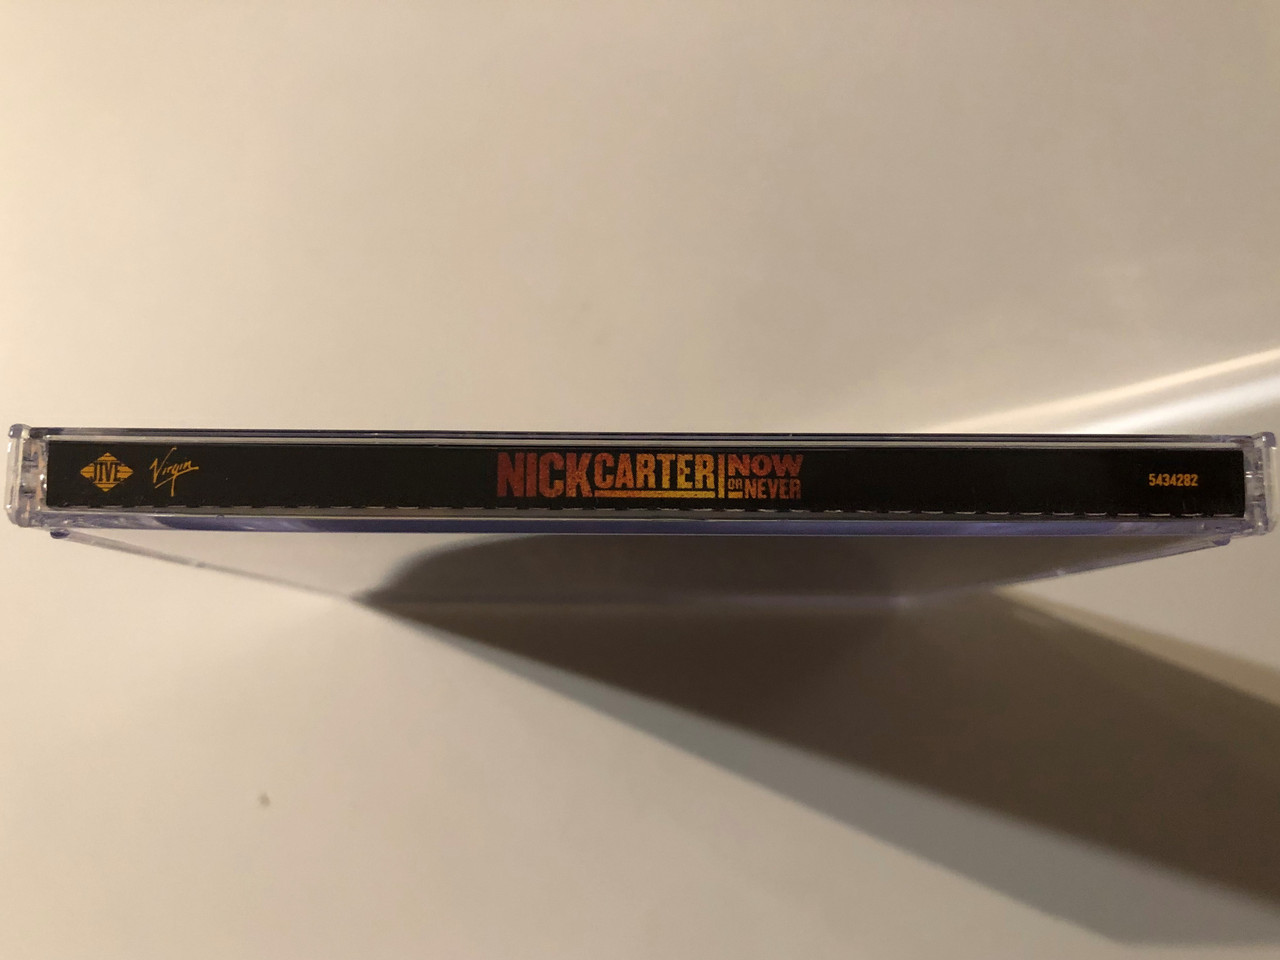 JIVE
Virgin
NICK CARTER
NOW
OR NEVER
5434282